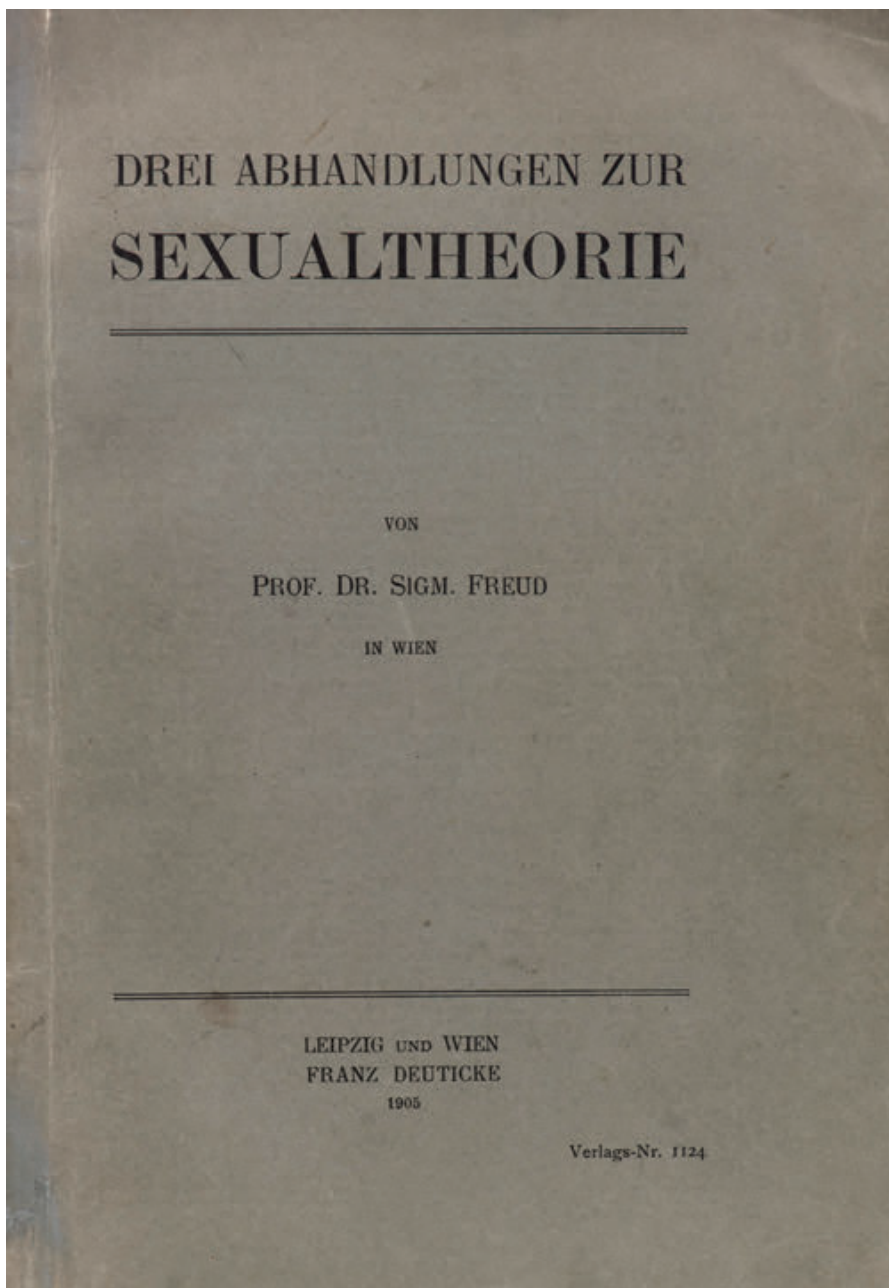 DREI ABHANDLUNGEN ZUR
SEXUALTHEORIE
VON
PROF. DR. SIGM. FREUD
IN WIEN
LEIPZIG UND WIEN
FRANZ DEUTICKE
1905
Verlags-Nr. 1124